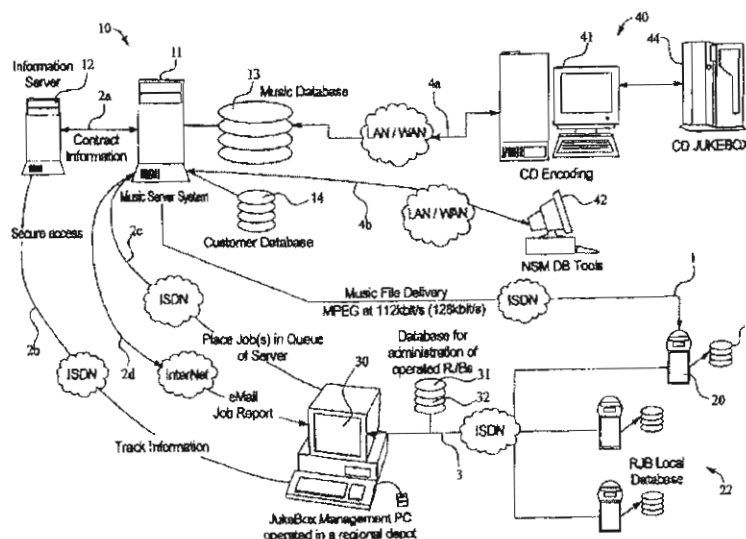 10
11
12
13
40
41
44
Information
Server
2a
Music Database
4a
Contract
Information
LAN / WAN
CD Encoding
CD JUKEBOX
Music Server System
14
4b
LAN / WAN
42
Secure access
2c
Customer Database
NSM DB Tools
1
ISDN
Music File Delivery
MPEG at 112kbit/s (128kbit/s)
ISDN
2b
2d
Place Job(s) in Queue
of Server
Database for
administration of
operated RJBs
30
31
32
20
ISDN
InterNet
eMail
Job Report
ISDN
Track Information
3
RJB Local
Database
22
JukeBox Management PC
operated in a regional depot